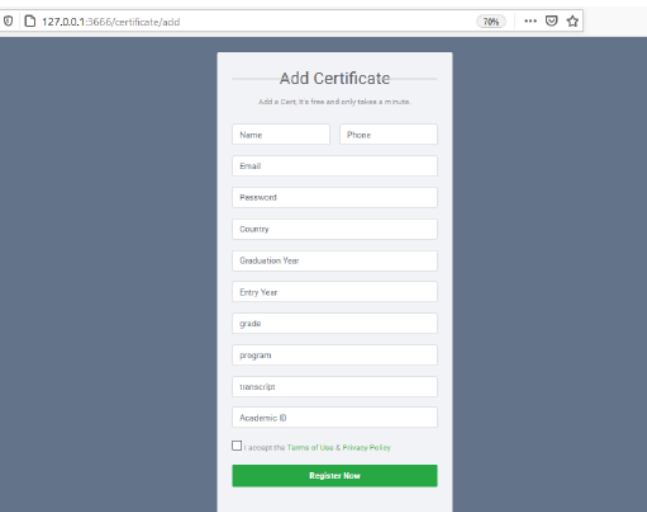 127.0.0.1:3666/certificate/add 70%
Add Certificate
Add a Cert, It's free and only takes a minute.
Name Phone
Email
Password
Country
Graduation Year
Entry Year
grade
program
transcript
Academic ID
I accept the Terms of Use & Privacy Policy
Register Now